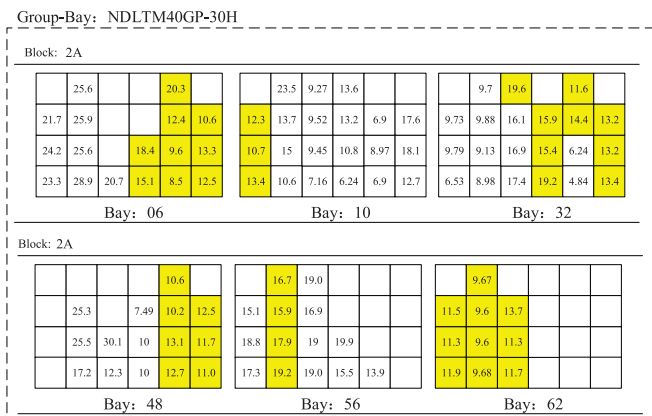 Group-Bay: NDLTM40GP-30H
Block: 2A
25.6 20.3 23.5 9.27 13.6 9.7 19.6 11.6
21.7 25.9 12.4 10.6 12.3 13.7 9.52 13.2 6.9 17.6 9.73 9.88 16.1 15.9 14.4 13.2
24.2 25.6 18.4 9.6 13.3 10.7 15 9.45 10.8 8.97 18.1 9.79 9.13 16.9 15.4 6.24 13.2
23.3 28.9 20.7 15.1 8.5 12.5 13.4 10.6 7.16 6.24 6.9 12.7 6.53 8.98 17.4 19.2 4.84 13.4
Bay: 06 Bay: 10 Bay: 32
Block: 2A
10.6 16.7 19.0 9.67
25.3 7.49 10.2 12.5 15.1 15.9 16.9 11.5 9.6 13.7
25.5 30.1 10 13.1 11.7 18.8 17.9 19 19.9 11.3 9.6 11.3
17.2 12.3 10 12.7 11.0 17.3 19.2 19.0 15.5 13.9 11.9 9.68 11.7
Bay: 48 Bay: 56 Bay: 62